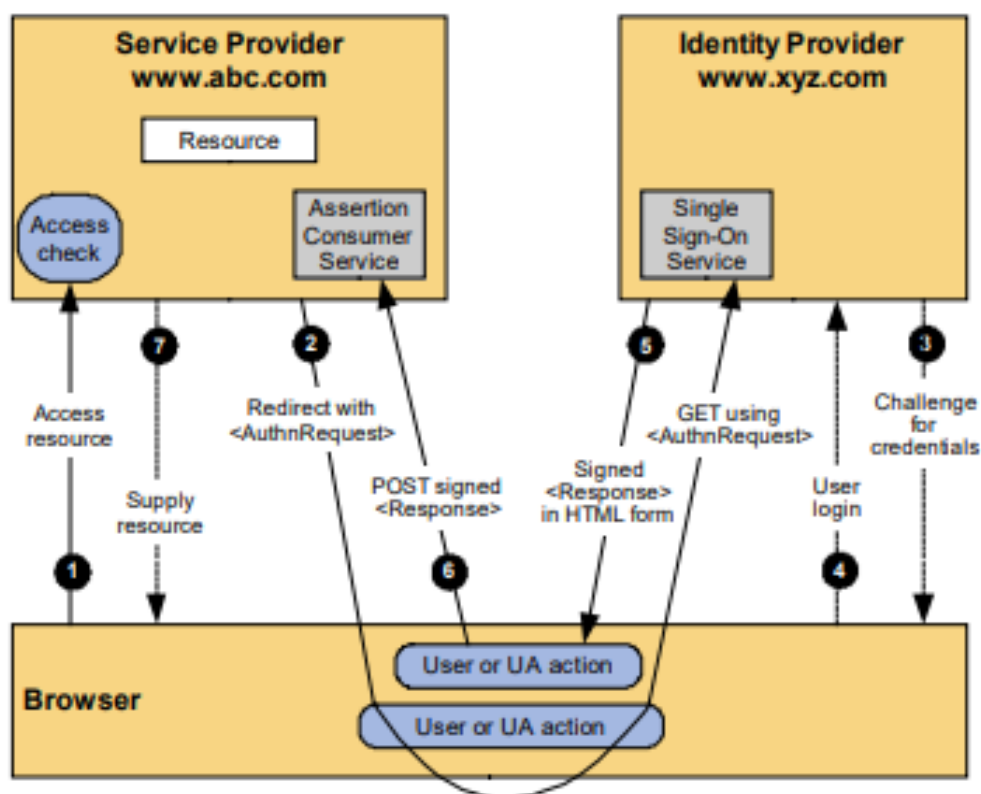 Service Provider
www.abc.com
Resource
Access
check
Assertion
Consumer
Service
Identity Provider
www.xyz.com
Single
Sign-On
Service
7
2
5
3
Access
resource
Redirect with
<AuthnRequest>
GET using
<AuthnRequest>
Challenge
for
credentials
Supply
resource
POST signed
<Response>
Signed
<Response>
in HTML form
User
login
1
6
4
User or UA action
Browser
User or UA action